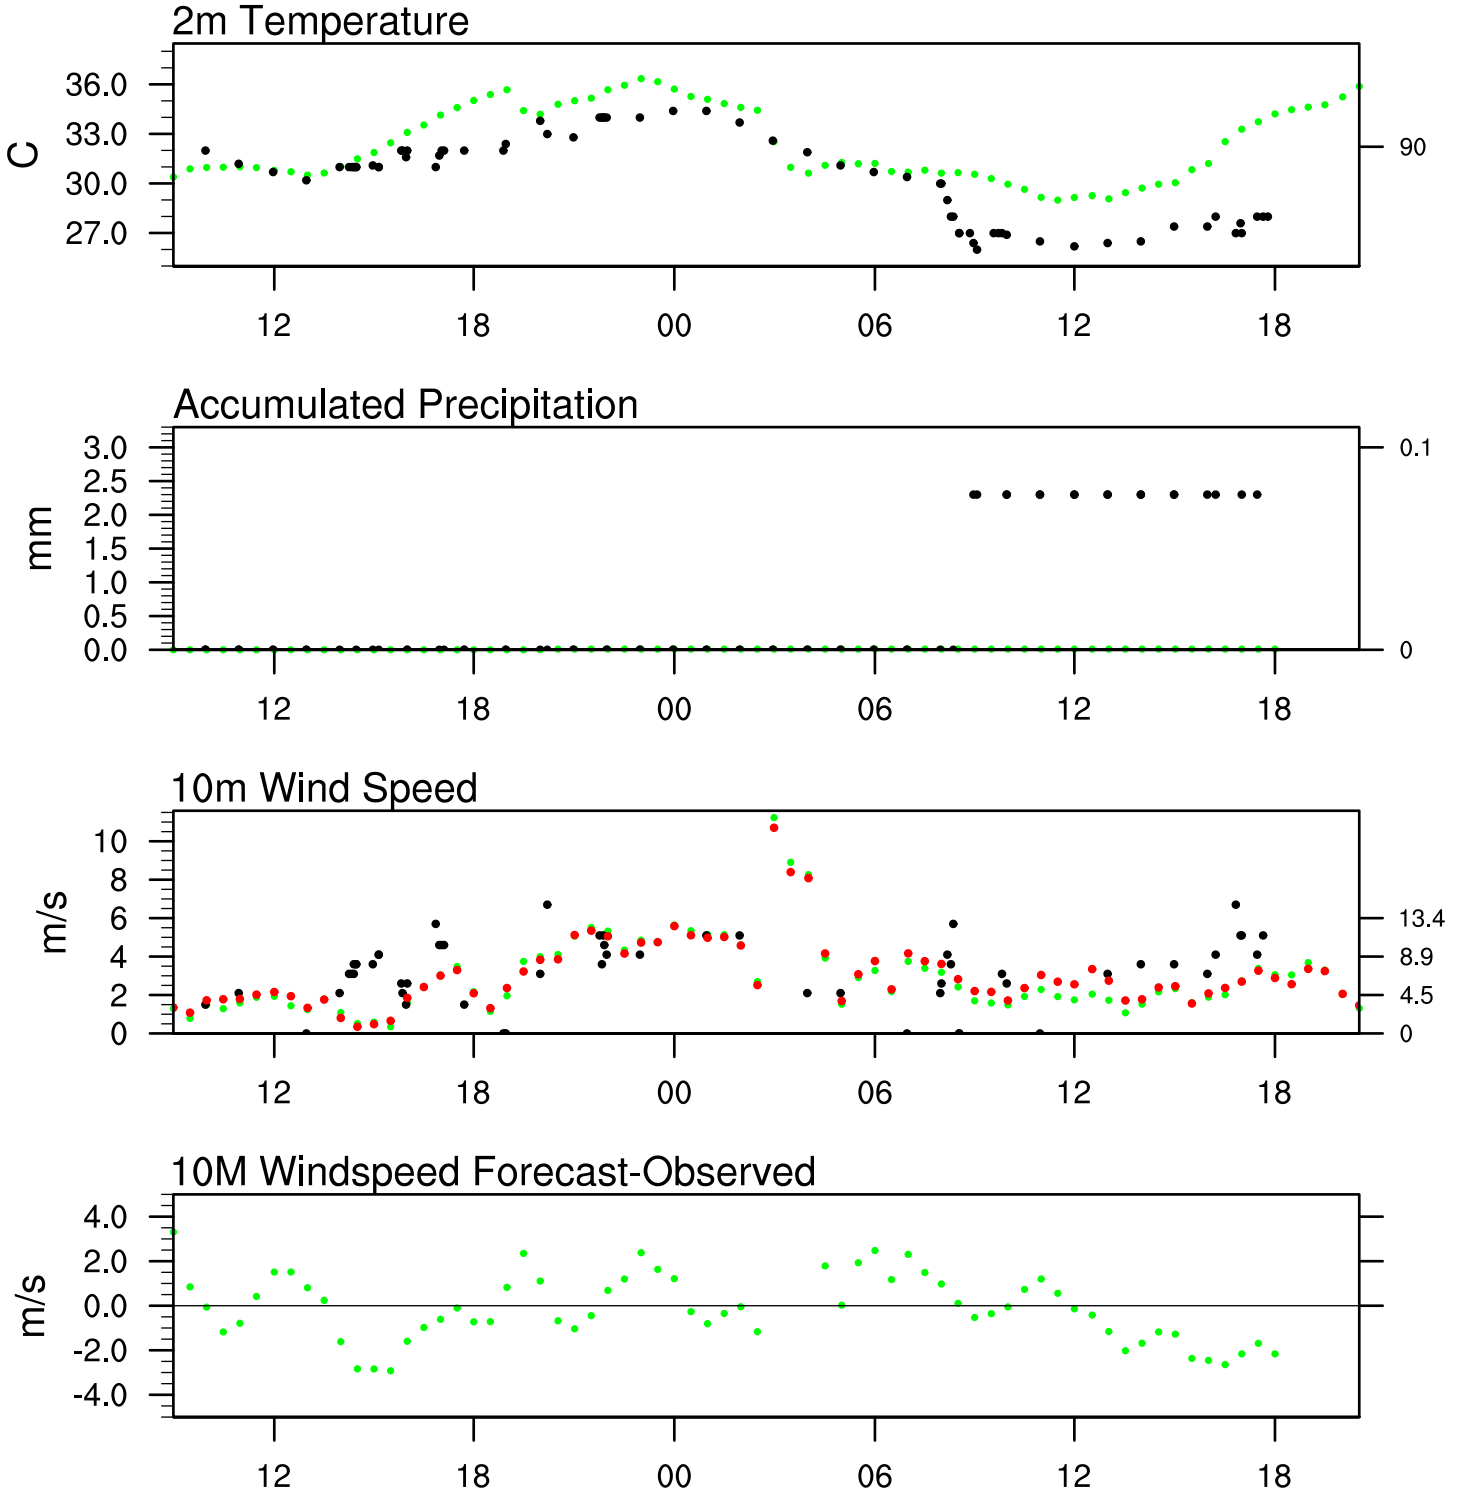 2m Temperature
36.0
33.0
30.0
27.0
C
90
12 18 00 06 12 18
Accumulated Precipitation
3.0
2.5
2.0
1.5
1.0
0.5
0.0
mm
0.1
0
12 18 00 06 12 18
10m Wind Speed
10
8
6
4
2
0
m/s
13.4
8.9
4.5
0
12 18 00 06 12 18
10M Windspeed Forecast-Observed
4.0
2.0
0.0
-2.0
-4.0
m/s
12 18 00 06 12 18